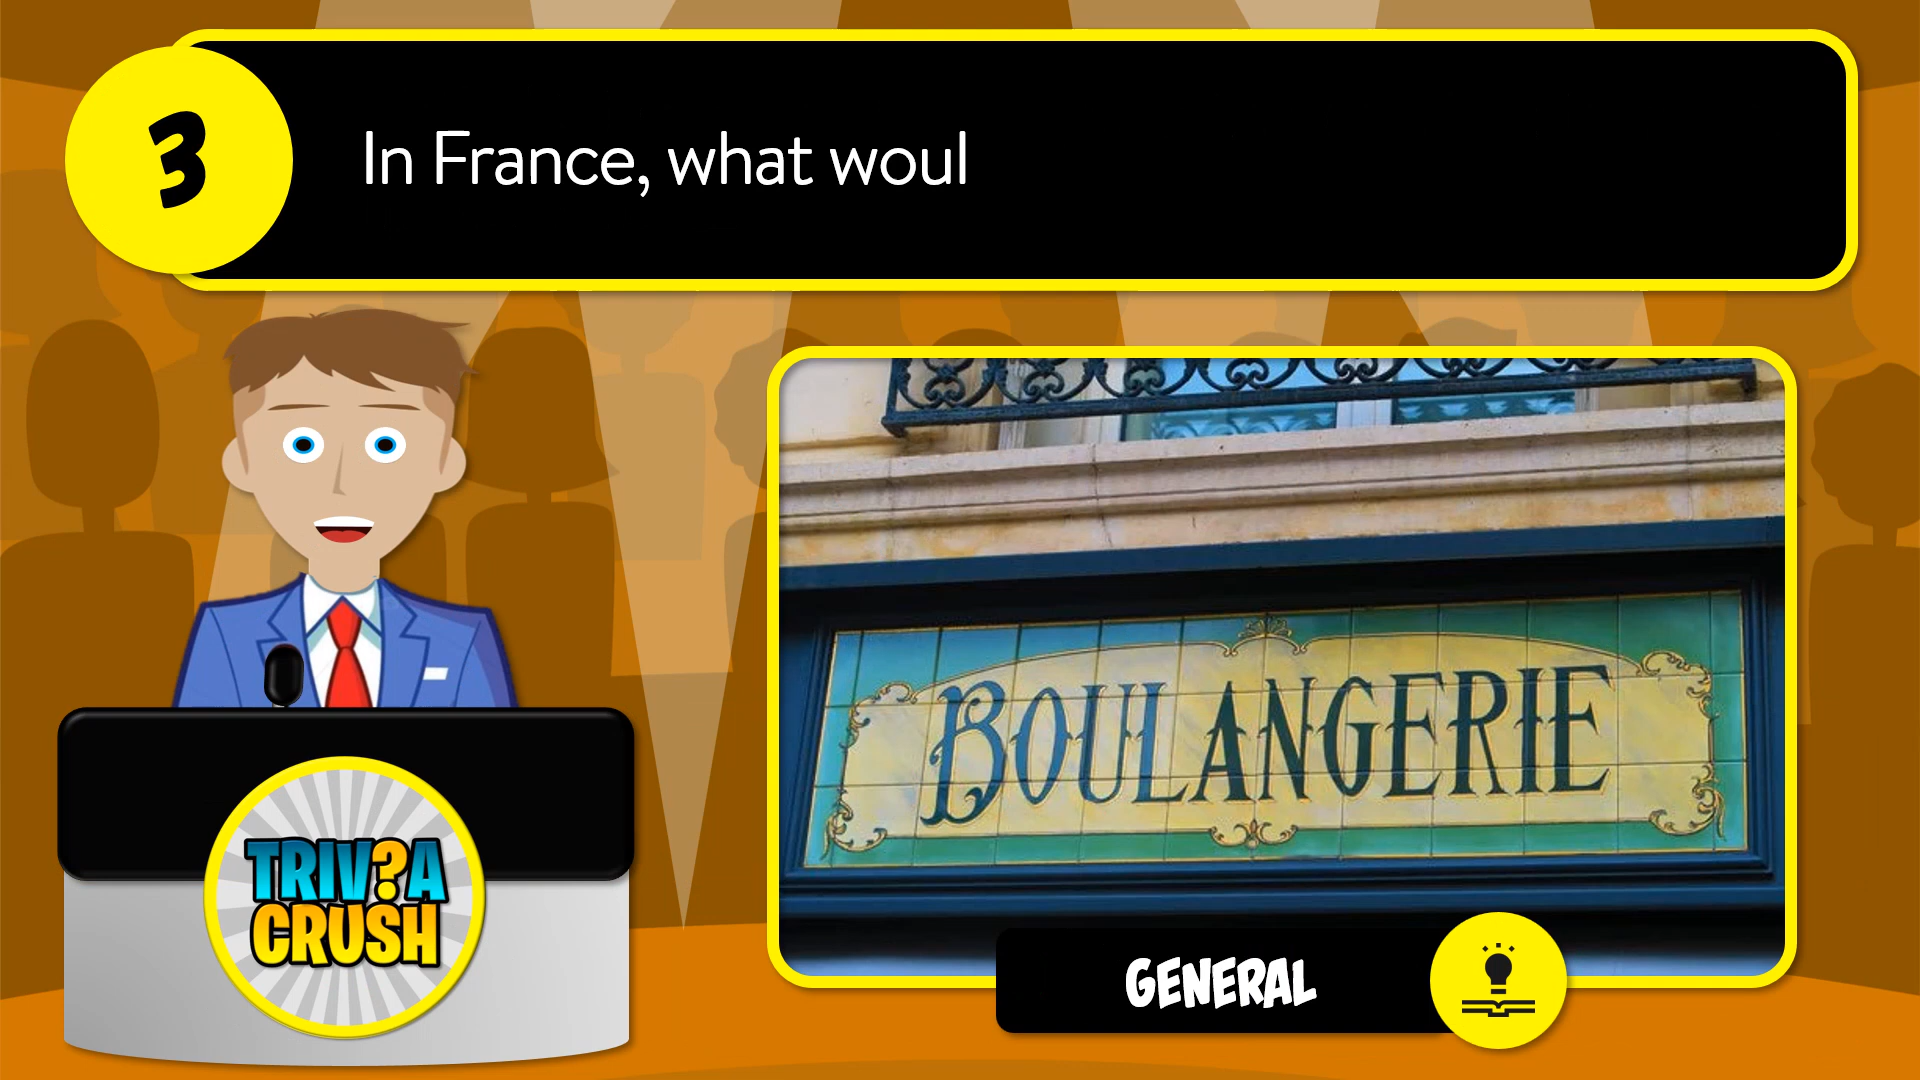 3
In France, what woul
BOULANGERIE
TRIV?A
CRUSH
GENERAL